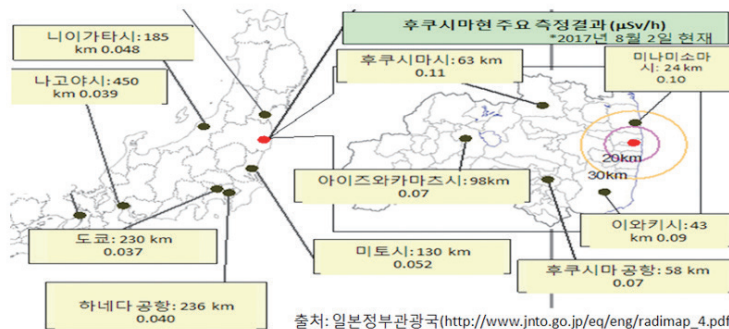 후쿠시마현 주요 측정결과 (μSv/h)
*2017년 8월 2일 현재
니이가타시: 185
km 0.048
나고야시: 450
km 0.039
후쿠시마시: 63 km
0.11
미나미소마
시: 24 km
0.10
20km
30km
아이즈와카마츠시: 98km
0.07
이와키시: 43
km 0.09
도쿄: 230 km
0.037
미토시: 130 km
0.052
후쿠시마 공항: 58 km
0.07
하네다 공항: 236 km
0.040
출처: 일본정부관광국(http://www.jnto.go.jp/eq/eng/radimap_4.pdf